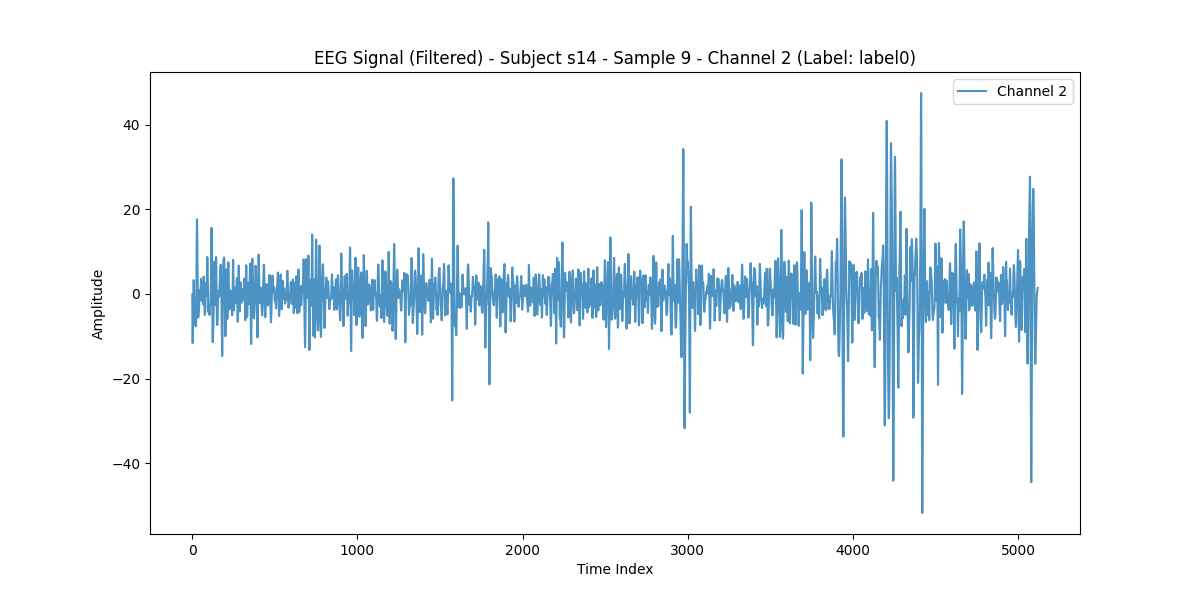 EEG Signal (Filtered) - Subject s14 - Sample 9 - Channel 2 (Label: label0)
Channel 2
Amplitude
40
20
0
−20
−40
0 1000 2000 3000 4000 5000
Time Index